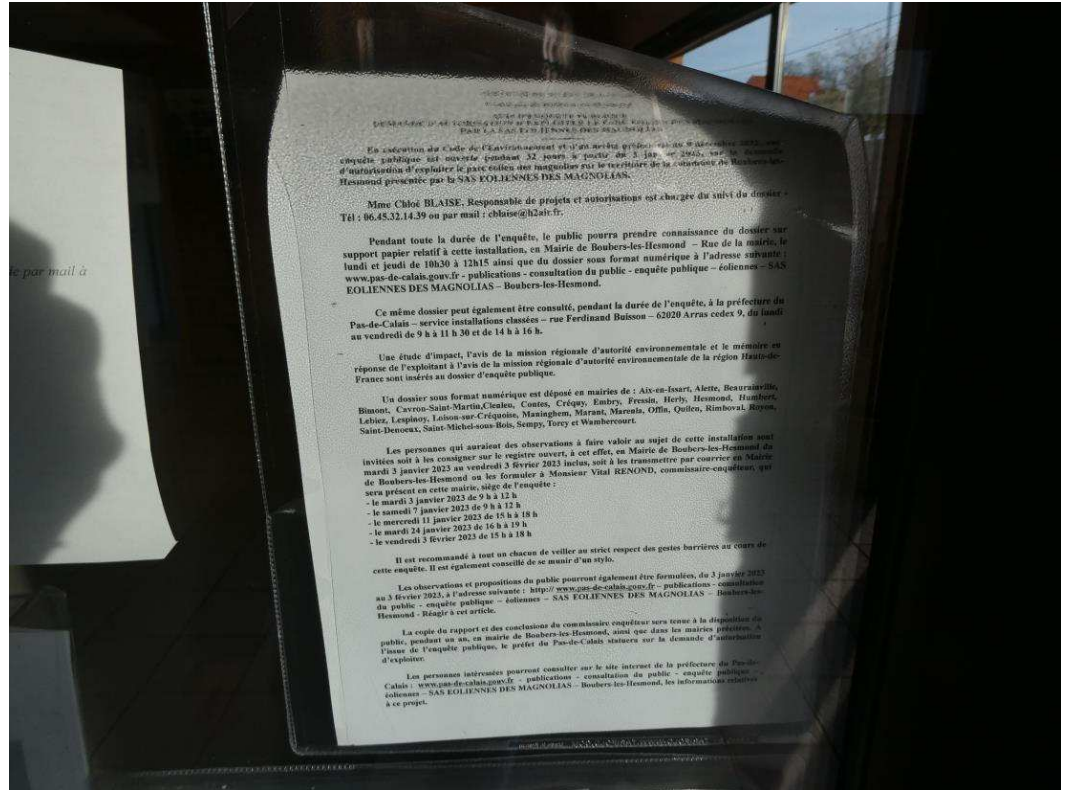 ie par mail à
AVIS D'ENQUETE PUBLIQUE
DEMANDE D'AUTORISATION D'EXPLOITER LE PARC EOLIEN DES MAGNOLIAS
PAR LA SAS EOLIENNES DES MAGNOLIAS
En exécution du Code de l'Environnement et d'un arrêté préfectoral du 9 décembre 2022, une
enquête publique est ouverte pendant 32 jours à partir du 3 janvier sur la demande
d'autorisation d'exploiter le parc éolien des magnolias sur le territoire de la commune de Boubers-les-
Hesmond présentée par la SAS EOLIENNES DES MAGNOLIAS.
Mme Chloé BLAISE, Responsable de projets et autorisations est chargée du suivi du dossier -
Tél : 06.45.32.14.39 ou par mail : cblaise@h2air.fr.
Pendant toute la durée de l'enquête, le public pourra prendre connaissance du dossier sur
support papier relatif à cette installation, en Mairie de Boubers-les-Hesmond – Rue de la mairie, le
lundi et jeudi de 10h30 à 12h15 ainsi que du dossier sous format numérique à l'adresse suivante :
www.pas-de-calais.gouv.fr - publications - consultation du public - enquête publique – éoliennes – SAS
EOLIENNES DES MAGNOLIAS – Boubers-les-Hesmond.
Ce même dossier peut également être consulté, pendant la durée de l'enquête, à la préfecture du
Pas-de-Calais – service installations classées – rue Ferdinand Buisson – 62020 Arras cedex 9, du lundi
au vendredi de 9 h à 11 h 30 et de 14 h à 16 h.
Une étude d'impact, l'avis de la mission régionale d'autorité environnementale et le mémoire en
réponse de l'exploitant à l'avis de la mission régionale d'autorité environnementale de la région Hauts-de-
France sont insérés au dossier d'enquête publique.
Un dossier sous format numérique est déposé en mairies de : Aix-en-Issart, Alette, Beaurainville,
Bimont, Cavron-Saint-Martin,Clenleu, Contes, Créquy, Embry, Fressin, Herly, Hesmond, Humbert,
Lebiez, Lespinoy, Loison-sur-Créquoise, Maninghem, Marant, Marenla, Offin, Quilen, Rimboval, Royon,
Saint-Denoeux, Saint-Michel-sous-Bois, Sempy, Torcy et Wambercourt.
Les personnes qui auraient des observations à faire valoir au sujet de cette installation sont
invitées soit à les consigner sur le registre ouvert, à cet effet, en Mairie de Boubers-les-Hesmond du
mardi 3 janvier 2023 au vendredi 3 février 2023 inclus, soit à les transmettre par courrier en Mairie
de Boubers-les-Hesmond ou les formuler à Monsieur Vital RENOND, commissaire-enquêteur, qui
sera présent en cette mairie, siège de l'enquête :
- le mardi 3 janvier 2023 de 9 h à 12 h
- le samedi 7 janvier 2023 de 9 h à 12 h
- le mercredi 11 janvier 2023 de 15 h à 18 h
- le mardi 24 janvier 2023 de 16 h à 19 h
- le vendredi 3 février 2023 de 15 h à 18 h
Il est recommandé à tout un chacun de veiller au strict respect des gestes barrières au cours de
cette enquête. Il est également conseillé de se munir d'un stylo.
Les observations et propositions du public pourront également être formulées, du 3 janvier 2023
au 3 février 2023, à l'adresse suivante : http:// www.pas-de-calais.gouv.fr - publications - consultation
du public - enquête publique – éoliennes – SAS EOLIENNES DES MAGNOLIAS – Boubers-les-
Hesmond - Réagir à cet article.
La copie du rapport et des conclusions du commissaire enquêteur sera tenue à la disposition du
public, pendant un an, en mairie de Boubers-les-Hesmond, ainsi que dans les mairies précitées. A
l'issue de l'enquête publique, le préfet du Pas-de-Calais statuera sur la demande d'autorisation
d'exploiter.
Les personnes intéressées pourront consulter sur le site internet de la préfecture du Pas-de-
Calais : www.pas-de-calais.gouv.fr - publications - consultation du public - enquête publique –
éoliennes – SAS EOLIENNES DES MAGNOLIAS – Boubers-les-Hesmond, les informations relatives
à ce projet.